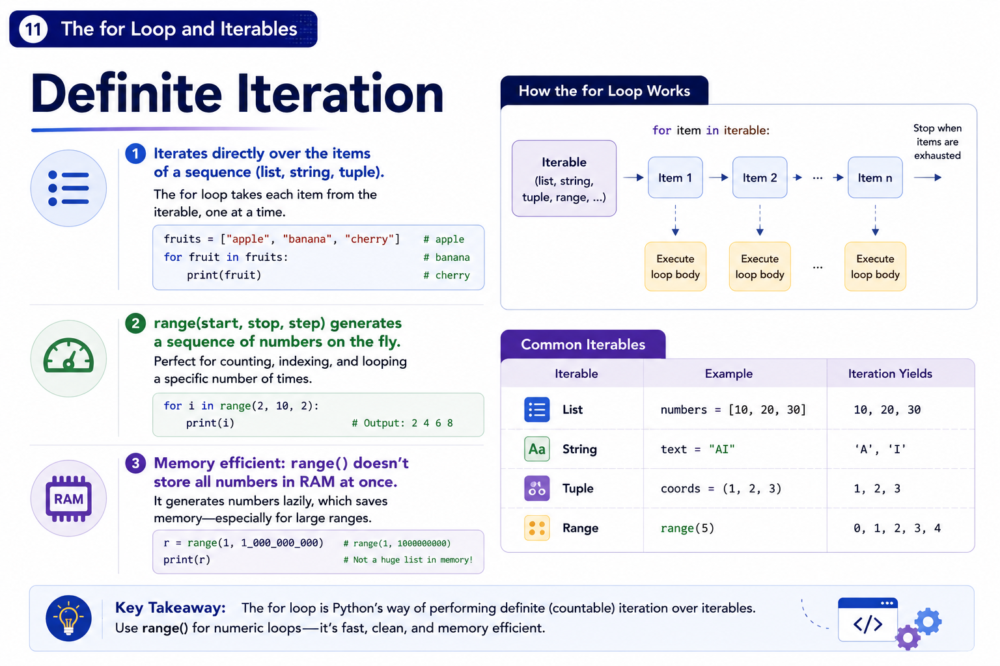 11 The for Loop and Iterables
Definite Iteration
1 Iterates directly over the items
of a sequence (list, string, tuple).
The for loop takes each item from the
iterable, one at a time.
fruits = ["apple", "banana", "cherry"] # apple
for fruit in fruits: # banana
    print(fruit) # cherry
2 range(start, stop, step) generates
a sequence of numbers on the fly.
Perfect for counting, indexing, and looping
a specific number of times.
for i in range(2, 10, 2):
    print(i) # Output: 2 4 6 8
RAM
3 Memory efficient: range() doesn’t
store all numbers in RAM at once.
It generates numbers lazily, which saves
memory—especially for large ranges.
r = range(1, 1_000_000_000) # range(1, 1000000000)
print(r) # Not a huge list in memory!
How the for Loop Works
for item in iterable:
Stop when
items are
exhausted
Iterable
(list, string,
tuple, range, ...)
Item 1 Item 2 ... Item n
Execute
loop body
Execute
loop body
...
Execute
loop body
Common Iterables
Iterable Example Iteration Yields
List numbers = [10, 20, 30] 10, 20, 30
Aa String text = "AI" ‘A’, ‘I’
Tuple coords = (1, 2, 3) 1, 2, 3
Range range(5) 0, 1, 2, 3, 4
Key Takeaway: The for loop is Python’s way of performing definite (countable) iteration over iterables.
Use range() for numeric loops—it’s fast, clean, and memory efficient.
</>